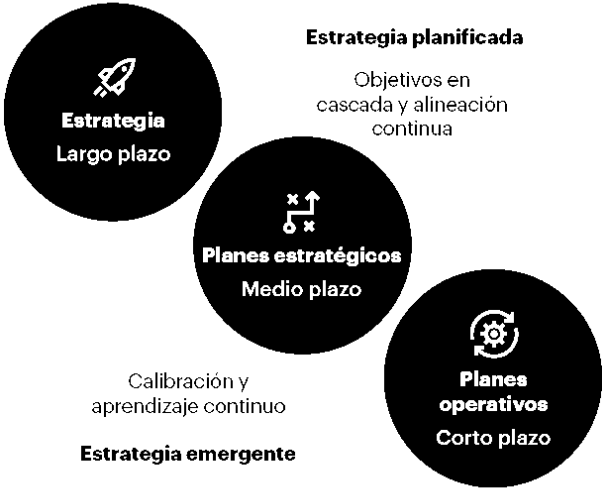 Estrategia planificada
Objetivos en
cascada y alineación
continua
Estrategia
Largo plazo
Planes estratégicos
Medio plazo
Planes
operativos
Corto plazo
Calibración y
aprendizaje continuo
Estrategia emergente